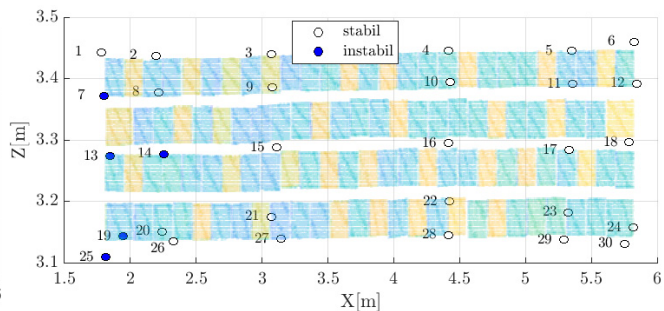 3.5
3.4
3.3
3.2
3.1
Z[m]
stabil
instabil
1 2 3 4 5 6
7 8 9 10 11 12
13 14 15 16 17 18
19 20 21 22 23 24
25 26 27 28 29 30
1.5 2 2.5 3 3.5 4 4.5 5 5.5 6
X[m]